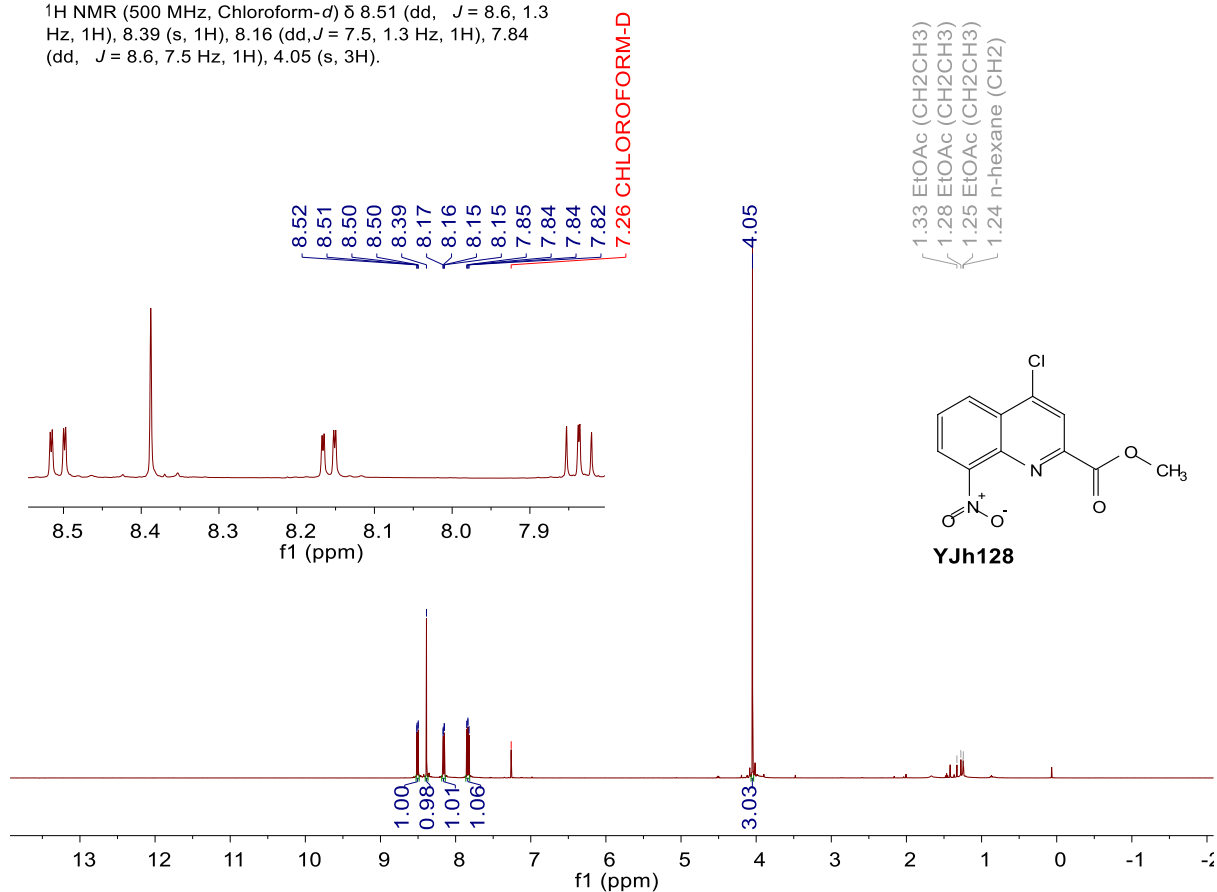 ¹H NMR (500 MHz, Chloroform-d) δ 8.51 (dd, J = 8.6, 1.3
Hz, 1H), 8.39 (s, 1H), 8.16 (dd, J = 7.5, 1.3 Hz, 1H), 7.84
(dd, J = 8.6, 7.5 Hz, 1H), 4.05 (s, 3H).
8.52
8.51
8.50
8.50
8.39
8.17
8.16
8.15
8.15
7.85
7.84
7.84
7.82
7.26 CHLOROFORM-D
4.05
1.33 EtOAc (CH2CH3)
1.28 EtOAc (CH2CH3)
1.25 EtOAc (CH2CH3)
1.24 n-hexane (CH2)
8.5 8.4 8.3 8.2 8.1 8.0 7.9
f1 (ppm)
Cl
N
O
CH₃
O
N⁺
O O⁻
YJh128
1.00
0.98
1.01
1.06
3.03
13 12 11 10 9 8 7 6 5 4 3 2 1 0 -1 -2
f1 (ppm)